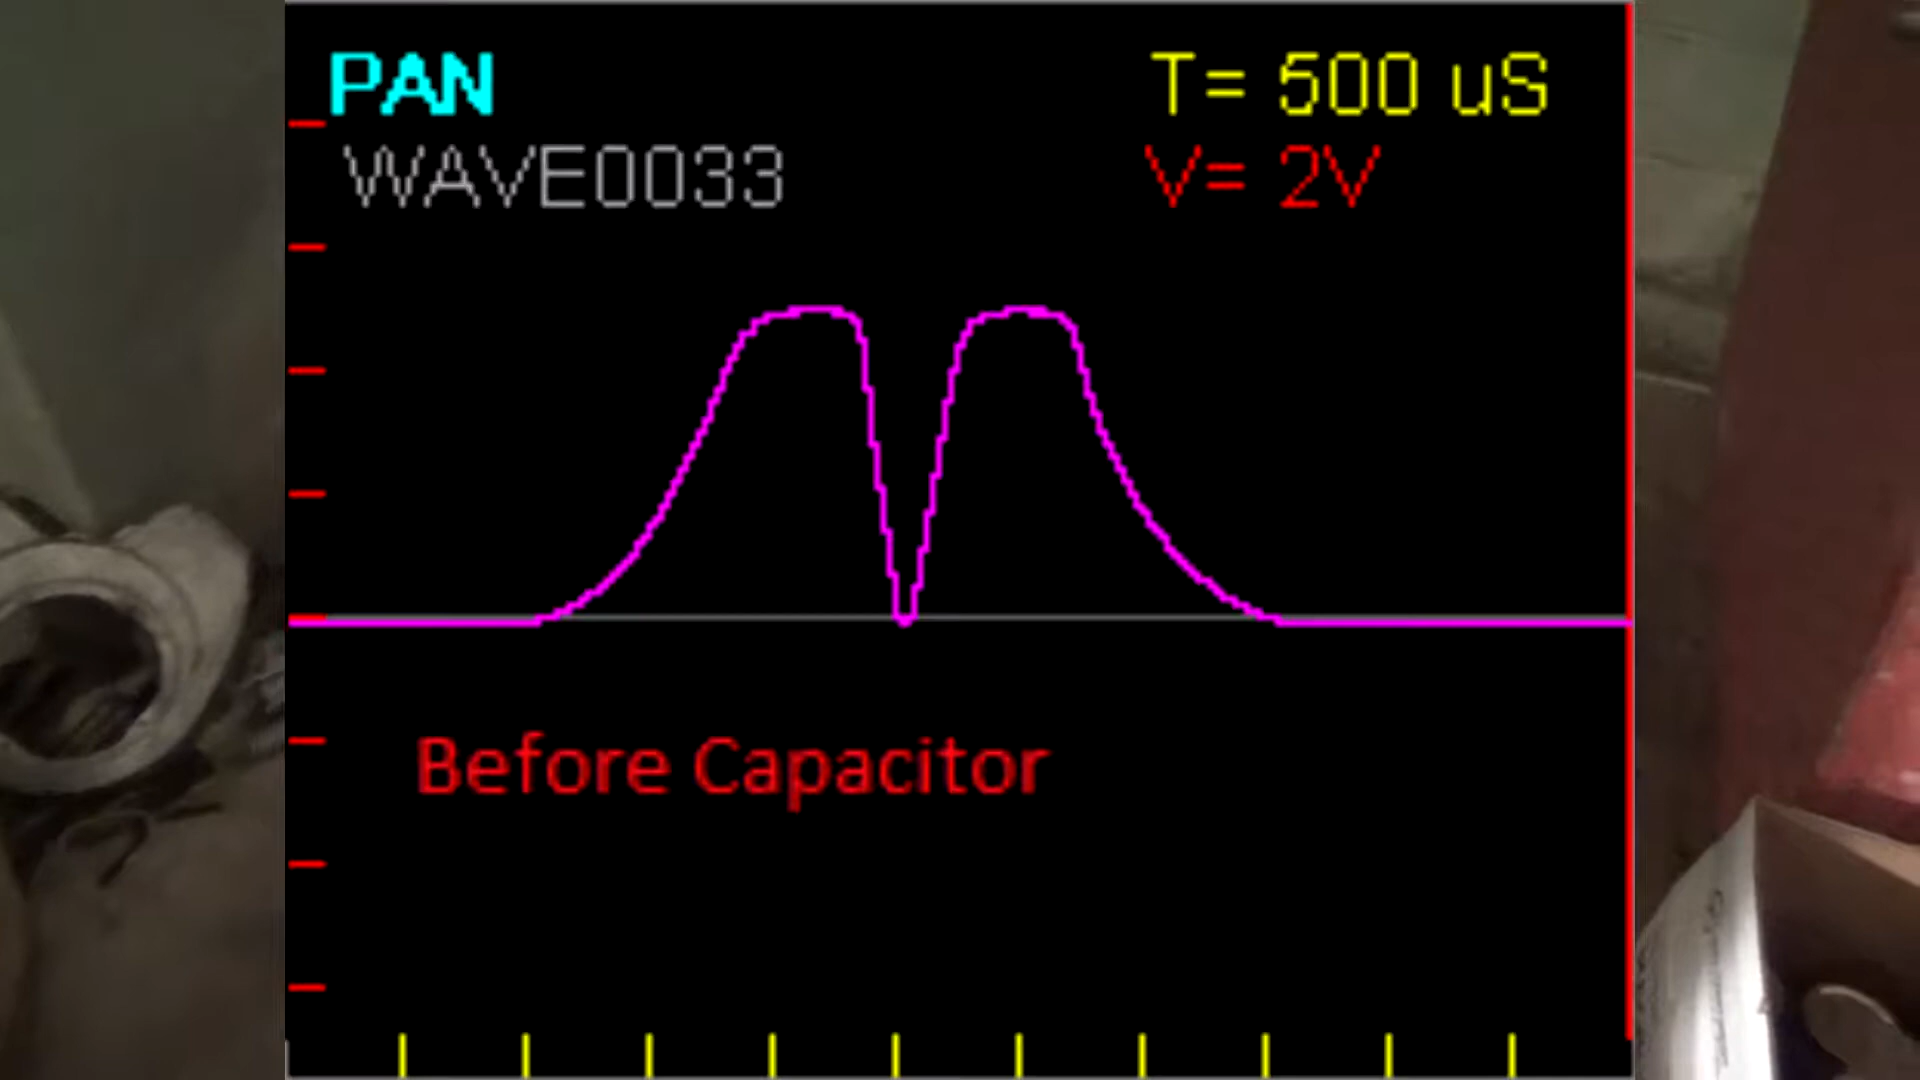 PAN
T= 500 uS
WAVE0033
V= 2V
Before Capacitor